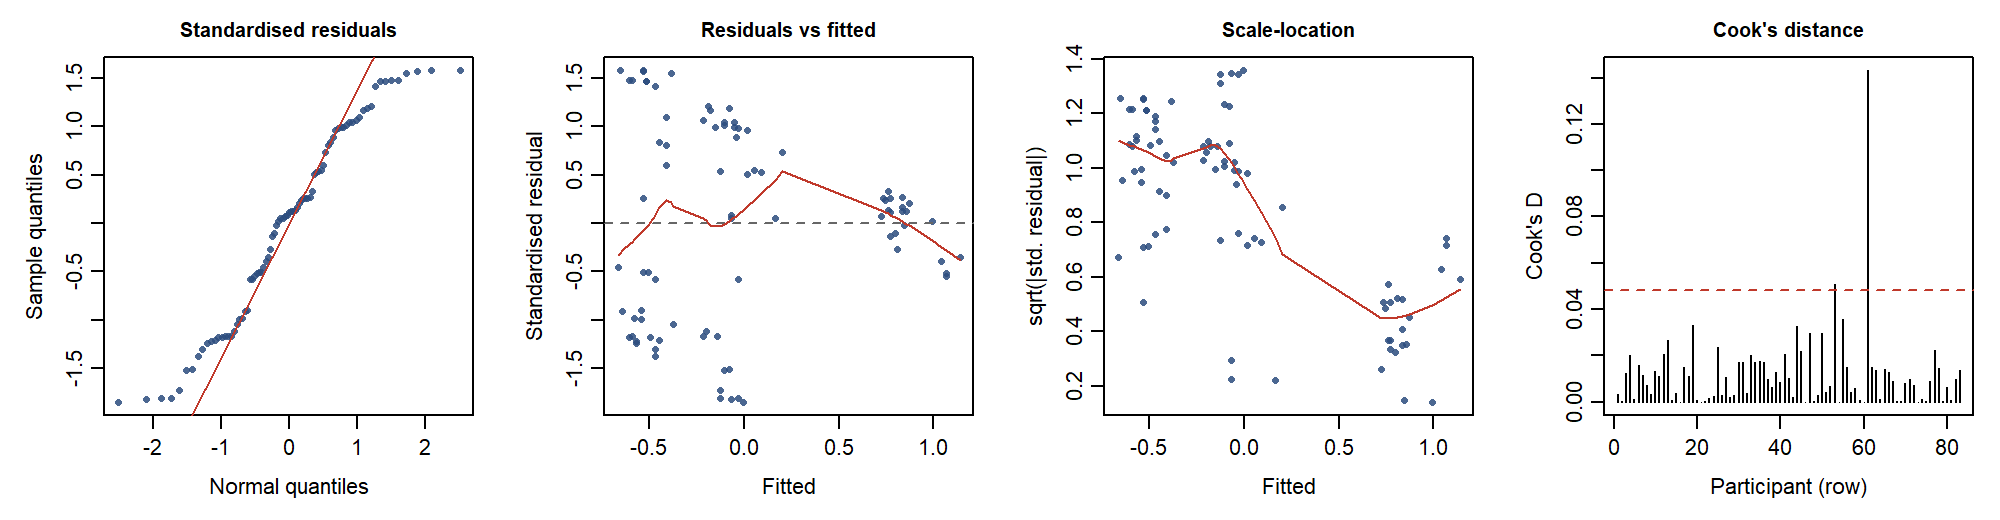 Standardised residuals
Sample quantiles
1.5
1.0
0.5
-0.5
-1.5
-2 -1 0 1 2
Normal quantiles
Residuals vs fitted
Standardised residual
1.5
1.0
0.5
-0.5
-1.5
-0.5 0.0 0.5 1.0
Fitted
Scale-location
sqrt(|std. residual|)
1.4
1.2
1.0
0.8
0.6
0.4
0.2
-0.5 0.0 0.5 1.0
Fitted
Cook's distance
Cook's D
0.12
0.08
0.04
0.00
0 20 40 60 80
Participant (row)